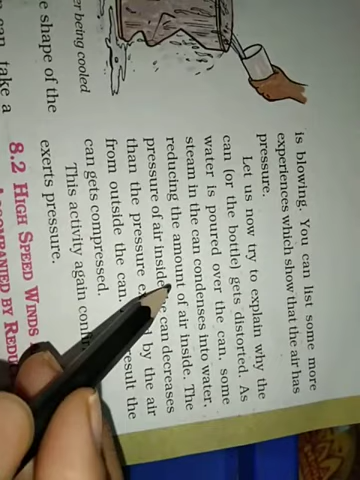 er being cooled
e shape of the
can take a
is blowing. You can list some more
experiences which show that the air has
pressure.
Let us now try to explain why the
can (or the bottle) gets distorted. As
water is poured over the can, some
steam in the can condenses into water,
reducing the amount of air inside. The
pressure of air inside can decreases
than the pressure by the air
from outside the can. result the
can gets compressed.
This activity again
exerts pressure.
8.2 HIGH SPEED WINDS
ACCOMPANIED BY